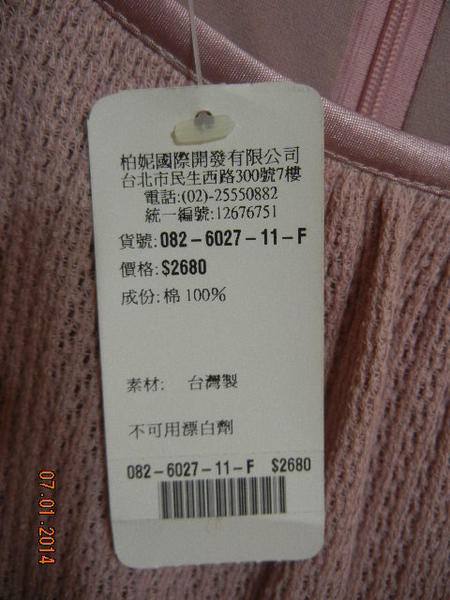 柏妮國際開發有限公司
台北市民生西路300號7樓
電話:(02)-25550882
統一編號:12676751
貨號:082-6027-11-F
價格:$2680
成份:棉 100%
素材: 台灣製
不可用漂白劑
082-6027-11-F $2680
07.01.2014